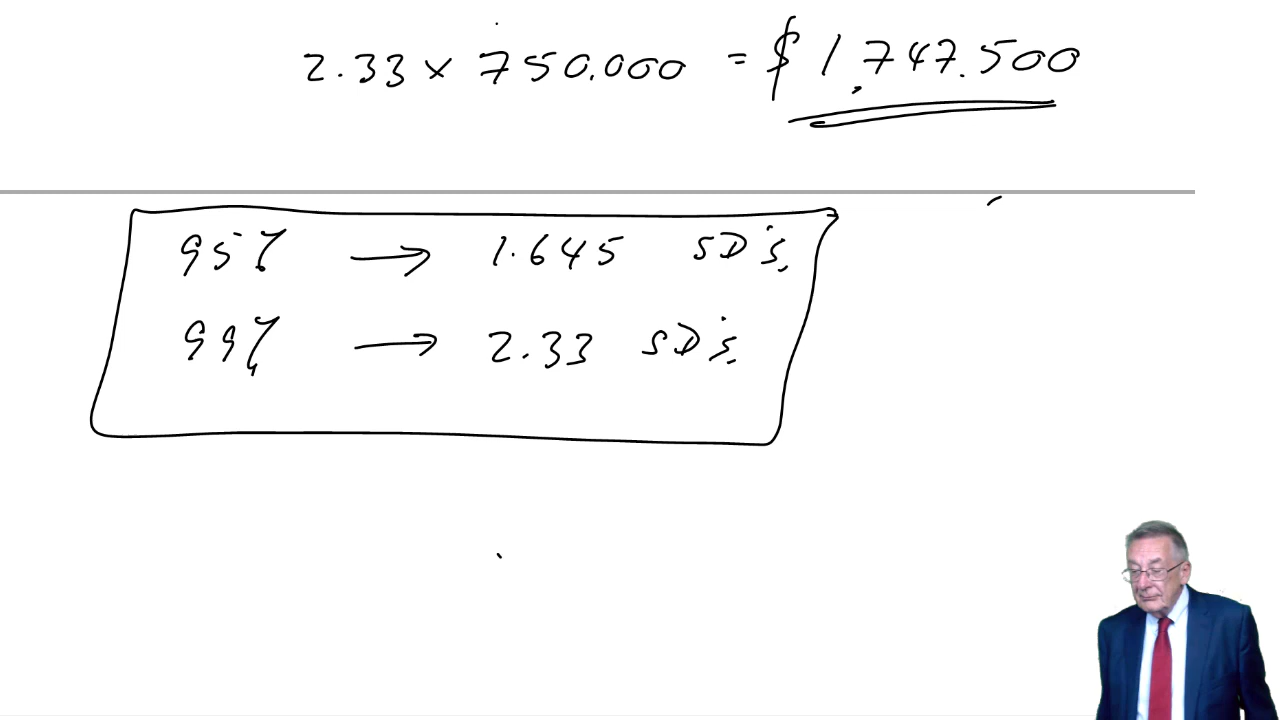 2.33 × 750,000 = $1,747,500
95% → 1.645 SD's
99% → 2.33 SD's